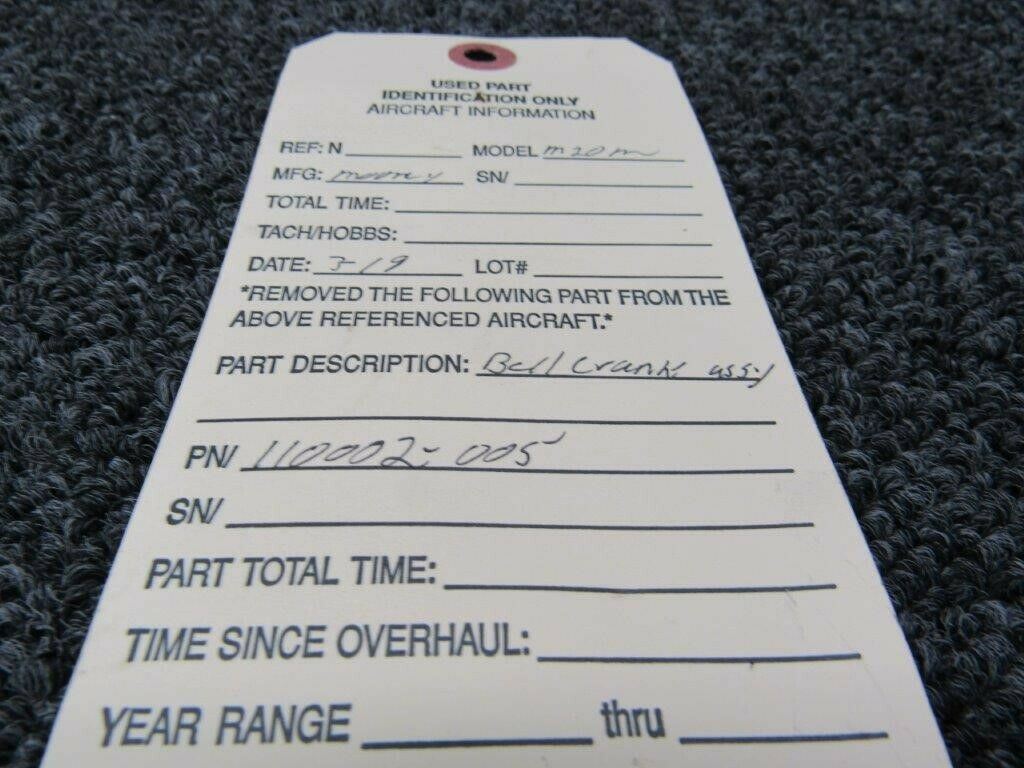 USED PART
IDENTIFICATION ONLY
AIRCRAFT INFORMATION
REF: N MODEL m20m
MFG: mooney SN/
TOTAL TIME:
TACH/HOBBS:
DATE: 3-19 LOT#
*REMOVED THE FOLLOWING PART FROM THE
ABOVE REFERENCED AIRCRAFT.*
PART DESCRIPTION: Bell Crank assy
PN/ 110002-005
SN/
PART TOTAL TIME:
TIME SINCE OVERHAUL:
YEAR RANGE thru